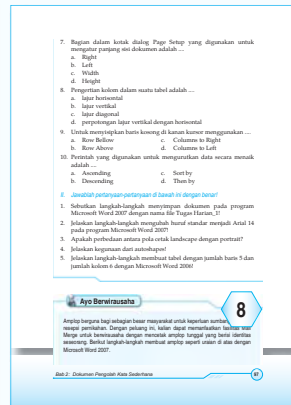 7. Bagian dalam kotak dialog Page Setup yang digunakan untuk
mengatur panjang sisi dokumen adalah ....
a. Right
b. Left
c. Width
d. Height
8. Pengertian kolom dalam suatu tabel adalah ....
a. lajur horisontal
b. lajur vertikal
c. lajur diagonal
d. perpotongan lajur vertikal dengan horisontal
9. Untuk menyisipkan baris kosong di kanan kursor menggunakan ....
a. Row Bellow c. Columns to Right
b. Row Above d. Columns to Left
10. Perintah yang digunakan untuk mengurutkan data secara menaik
adalah ....
a. Ascending c. Sort by
b. Descending d. Then by
II. Jawablah pertanyaan-pertanyaan di bawah ini dengan benar!
1. Sebutkan langkah-langkah menyimpan dokumen pada program
Microsoft Word 2007 dengan nama file Tugas Harian_1!
2. Jelaskan langkah-langkah mengubah huruf standar menjadi Arial 14
pada program Microsoft Word 2007!
3. Apakah perbedaan antara pola cetak landscape dengan portrait?
4. Jelaskan kegunaan dari autoshapes!
5. Jelaskan langkah-langkah membuat tabel dengan jumlah baris 5 dan
jumlah kolom 6 dengan Microsoft Word 2006!
Ayo Berwirausaha
8
Amplop berguna bagi sebagian besar masyarakat untuk keperluan
resepsi pernikahan. Dengan peluang ini, kalian dapat memanfaatkan fasilitas
Merge untuk berwirausaha dengan mencetak amplop tunggal yang berisi identitas
seseorang. Berikut langkah-langkah membuat amplop seperti uraian di atas dengan
Microsoft Word 2007.
Bab 2: Dokumen Pengolah Kata Sederhana
97